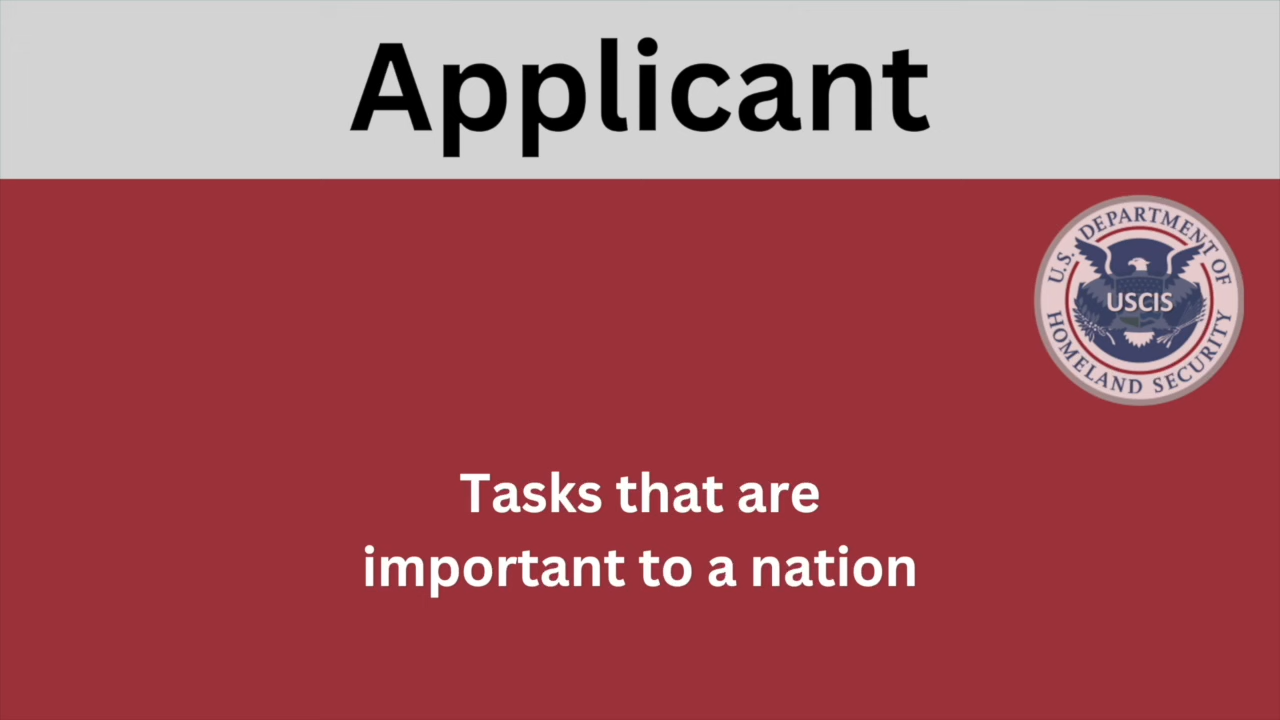 Applicant
U.S. DEPARTMENT OF
HOMELAND SECURITY
USCIS
Tasks that are
important to a nation